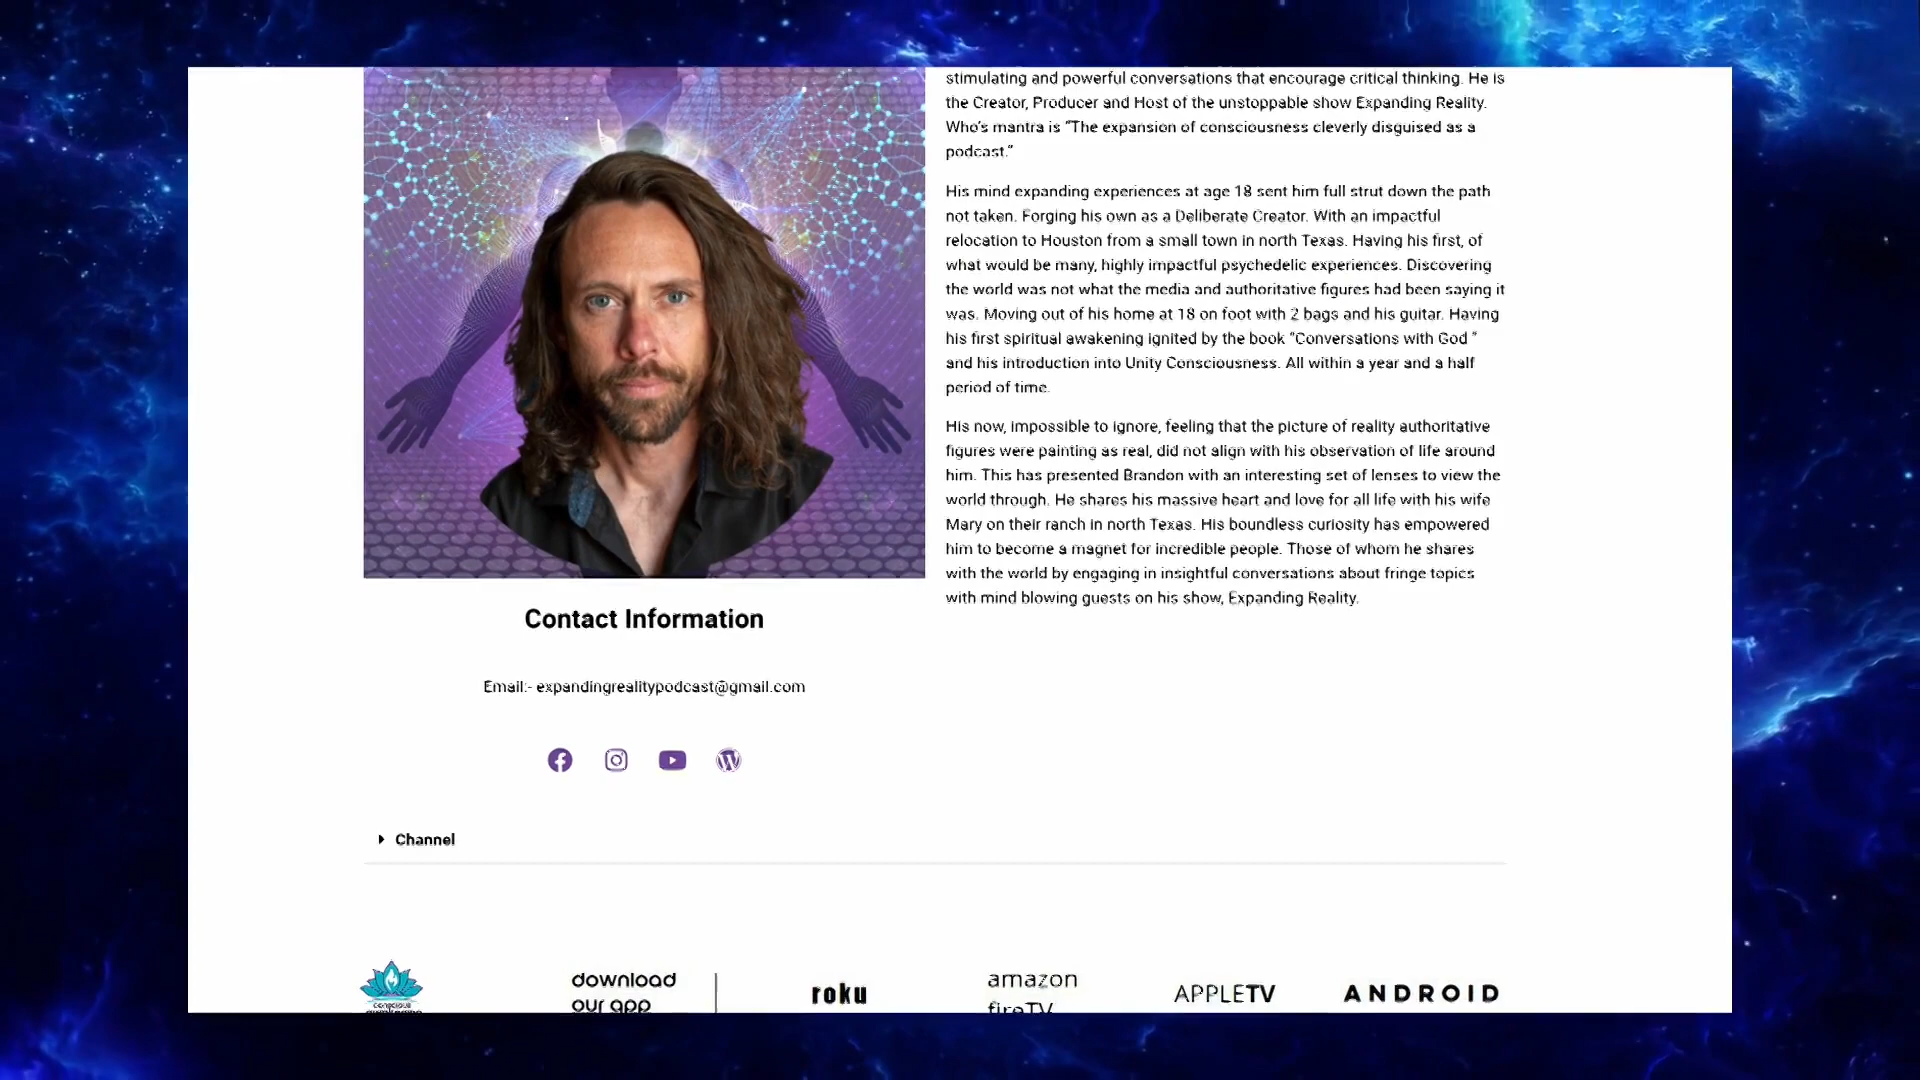 stimulating and powerful conversations that encourage critical thinking. He is
the Creator, Producer and Host of the unstoppable show Expanding Reality.
Who's mantra is “The expansion of consciousness cleverly disguised as a
podcast.”
His mind expanding experiences at age 18 sent him full strut down the path
not taken. Forging his own as a Deliberate Creator. With an impactful
relocation to Houston from a small town in north Texas. Having his first, of
what would be many, highly impactful psychedelic experiences. Discovering
the world was not what the media and authoritative figures had been saying it
was. Moving out of his home at 18 on foot with 2 bags and his guitar. Having
his first spiritual awakening ignited by the book “Conversations with God ”
and his introduction into Unity Consciousness. All within a year and a half
period of time.
His now, impossible to ignore, feeling that the picture of reality authoritative
figures were painting as real, did not align with his observation of life around
him. This has presented Brandon with an interesting set of lenses to view the
world through. He shares his massive heart and love for all life with his wife
Mary on their ranch in north Texas. His boundless curiosity has empowered
him to become a magnet for incredible people. Those of whom he shares
with the world by engaging in insightful conversations about fringe topics
with mind blowing guests on his show, Expanding Reality.
Contact Information
Email:- expandingrealitypodcast@gmail.com
Channel
conscious
download
our app
roku
amazon
fireTV
APPLETV
ANDROID